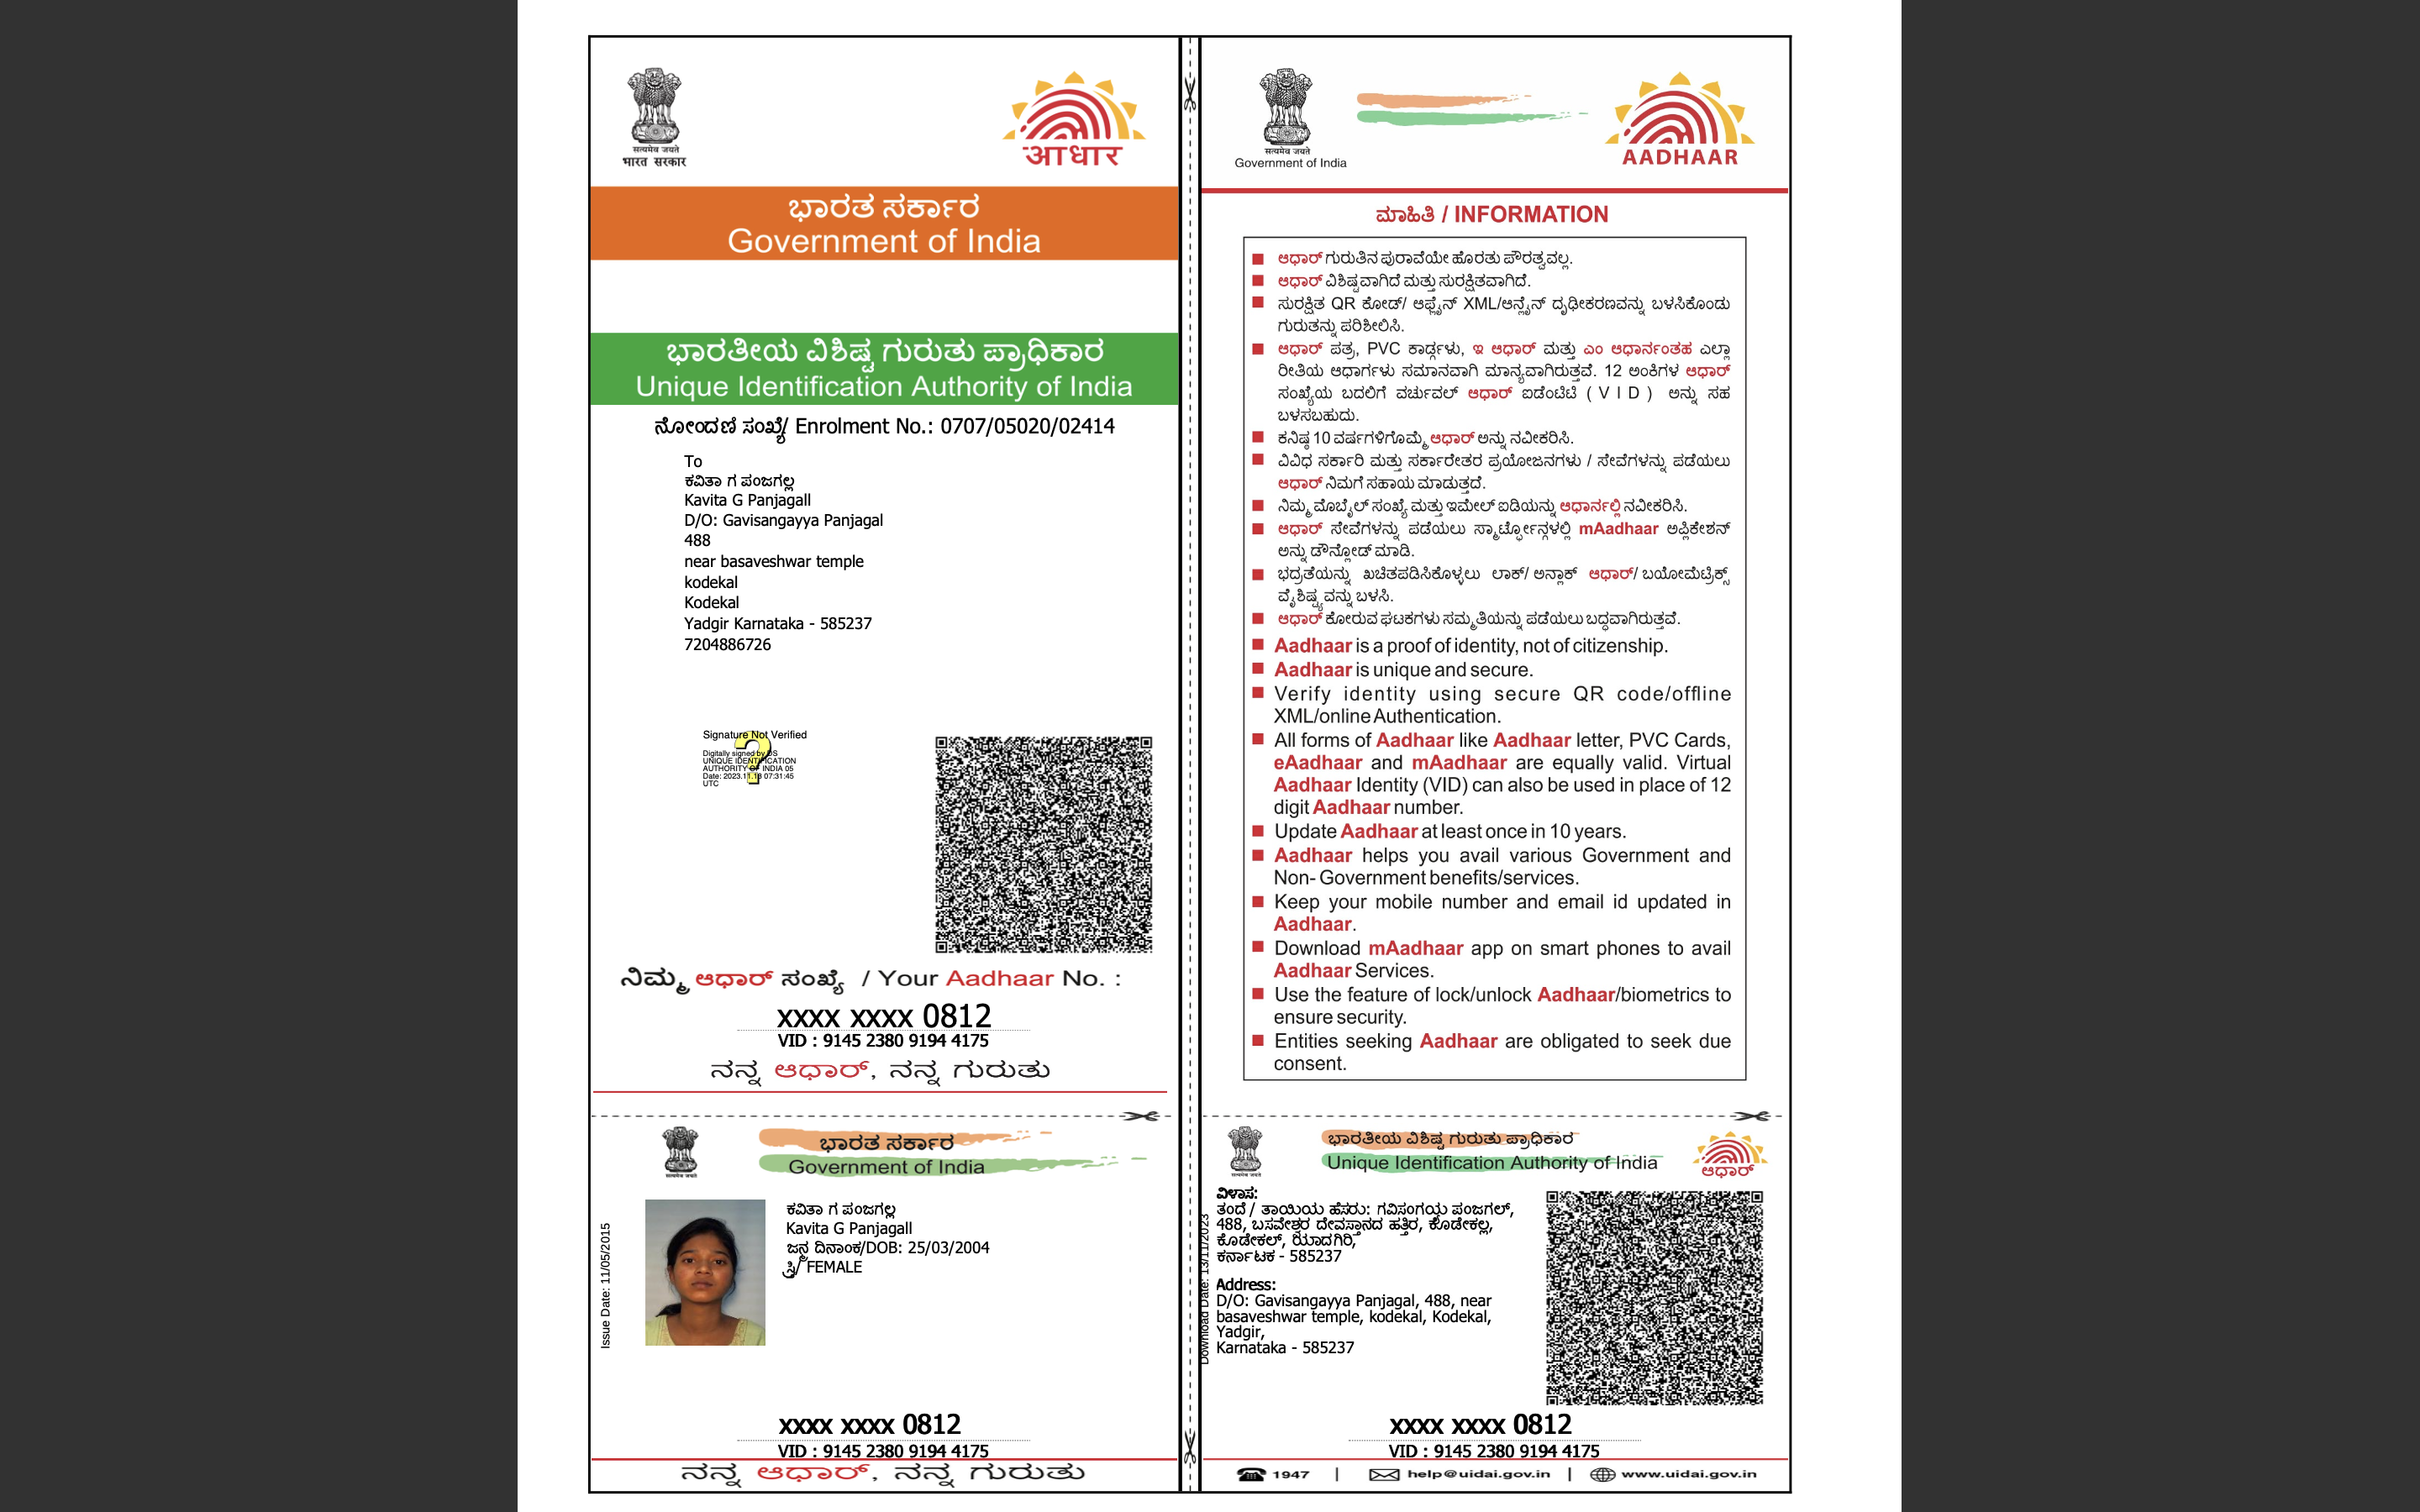 सत्यमेव जयते
भारत सरकार
आधार
ಭಾರತ ಸರ್ಕಾರ
Government of India
ಭಾರತೀಯ ವಿಶಿಷ್ಟ ಗುರುತು ಪ್ರಾಧಿಕಾರ
Unique Identification Authority of India
ನೋಂದಣಿ ಸಂಖ್ಯೆ/ Enrolment No.: 0707/05020/02414
To
ಕವಿತಾ ಗ ಪಂಜಗಲ್ಲ
Kavita G Panjagall
D/O: Gavisangayya Panjagal
488
near basaveshwar temple
kodekal
Kodekal
Yadgir Karnataka - 585237
7204886726
Signature Not Verified
Digitally signed by DS
UNIQUE IDENTIFICATION
AUTHORITY OF INDIA 05
Date: 2023.11.13 07:31:45
UTC
ನಿಮ್ಮ ಆಧಾರ್ ಸಂಖ್ಯೆ / Your Aadhaar No. :
xxxx xxxx 0812
VID : 9145 2380 9194 4175
ನನ್ನ ಆಧಾರ್, ನನ್ನ ಗುರುತು
सत्यमेव जयते
Government of India
AADHAAR
ಮಾಹಿತಿ / INFORMATION
ಆಧಾರ್ ಗುರುತಿನ ಪುರಾವೆಯೇ ಹೊರತು ಪೌರತ್ವವಲ್ಲ.
ಆಧಾರ್ ವಿಶಿಷ್ಟವಾಗಿದೆ ಮತ್ತು ಸುರಕ್ಷಿತವಾಗಿದೆ.
ಸುರಕ್ಷಿತ QR ಕೋಡ್/ ಆಫ್ಲೈನ್ XML/ಆನ್ಲೈನ್ ದೃಢೀಕರಣವನ್ನು ಬಳಸಿಕೊಂಡು
ಗುರುತನ್ನು ಪರಿಶೀಲಿಸಿ.
ಆಧಾರ್ ಪತ್ರ, PVC ಕಾರ್ಡ್ಗಳು, ಇ ಆಧಾರ್ ಮತ್ತು ಎಂ ಆಧಾರ್ನಂತಹ ಎಲ್ಲಾ
ರೀತಿಯ ಆಧಾರ್ಗಳು ಸಮಾನವಾಗಿ ಮಾನ್ಯವಾಗಿರುತ್ತವೆ. 12 ಅಂಕಿಗಳ ಆಧಾರ್
ಸಂಖ್ಯೆಯ ಬದಲಿಗೆ ವರ್ಚುವಲ್ ಆಧಾರ್ ಐಡೆಂಟಿಟಿ ( V I D ) ಅನ್ನು ಸಹ
ಬಳಸಬಹುದು.
ಕನಿಷ್ಠ 10 ವರ್ಷಗಳಿಗೊಮ್ಮೆ ಆಧಾರ್ ಅನ್ನು ನವೀಕರಿಸಿ.
ವಿವಿಧ ಸರ್ಕಾರಿ ಮತ್ತು ಸರ್ಕಾರೇತರ ಪ್ರಯೋಜನಗಳು / ಸೇವೆಗಳನ್ನು ಪಡೆಯಲು
ಆಧಾರ್ ನಿಮಗೆ ಸಹಾಯ ಮಾಡುತ್ತದೆ.
ನಿಮ್ಮ ಮೊಬೈಲ್ ಸಂಖ್ಯೆ ಮತ್ತು ಇಮೇಲ್ ಐಡಿಯನ್ನು ಆಧಾರ್ನಲ್ಲಿ ನವೀಕರಿಸಿ.
ಆಧಾರ್ ಸೇವೆಗಳನ್ನು ಪಡೆಯಲು ಸ್ಮಾರ್ಟ್ಫೋನ್ಗಳಲ್ಲಿ mAadhaar ಅಪ್ಲಿಕೇಶನ್
ಅನ್ನು ಡೌನ್ಲೋಡ್ ಮಾಡಿ.
ಭದ್ರತೆಯನ್ನು ಖಚಿತಪಡಿಸಿಕೊಳ್ಳಲು ಲಾಕ್/ ಅನ್ಲಾಕ್ ಆಧಾರ್/ ಬಯೋಮೆಟ್ರಿಕ್ಸ್
ವೈಶಿಷ್ಟ್ಯವನ್ನು ಬಳಸಿ.
ಆಧಾರ್ ಕೋರುವ ಘಟಕಗಳು ಸಮ್ಮತಿಯನ್ನು ಪಡೆಯಲು ಬದ್ಧವಾಗಿರುತ್ತವೆ.
Aadhaar is a proof of identity, not of citizenship.
Aadhaar is unique and secure.
Verify identity using secure QR code/offline
XML/online Authentication.
All forms of Aadhaar like Aadhaar letter, PVC Cards,
eAadhaar and mAadhaar are equally valid. Virtual
Aadhaar Identity (VID) can also be used in place of 12
digit Aadhaar number.
Update Aadhaar at least once in 10 years.
Aadhaar helps you avail various Government and
Non- Government benefits/services.
Keep your mobile number and email id updated in
Aadhaar.
Download mAadhaar app on smart phones to avail
Aadhaar Services.
Use the feature of lock/unlock Aadhaar/biometrics to
ensure security.
Entities seeking Aadhaar are obligated to seek due
consent.
सत्यमेव जयते
ಭಾರತ ಸರ್ಕಾರ
Government of India
Issue Date: 11/05/2015
ಕವಿತಾ ಗ ಪಂಜಗಲ್ಲ
Kavita G Panjagall
ಜನ್ಮ ದಿನಾಂಕ/DOB: 25/03/2004
ಸ್ತ್ರೀ/ FEMALE
xxxx xxxx 0812
VID : 9145 2380 9194 4175
ನನ್ನ ಆಧಾರ್, ನನ್ನ ಗುರುತು
सत्यमेव जयते
ಭಾರತೀಯ ವಿಶಿಷ್ಟ ಗುರುತು ಪ್ರಾಧಿಕಾರ
Unique Identification Authority of India
ಆಧಾರ್
Download Date: 13/11/2023
ವಿಳಾಸ:
ತಂದೆ / ತಾಯಿಯ ಹೆಸರು: ಗವಿಸಂಗಯ್ಯ ಪಂಜಗಲ್,
488, ಬಸವೇಶ್ವರ ದೇವಸ್ತಾನದ ಹತ್ತಿರ, ಕೊಡೇಕಲ್ಲ,
ಕೊಡೇಕಲ್, ಯಾದಗಿರಿ,
ಕರ್ನಾಟಕ - 585237
Address:
D/O: Gavisangayya Panjagal, 488, near
basaveshwar temple, kodekal, Kodekal,
Yadgir,
Karnataka - 585237
xxxx xxxx 0812
VID : 9145 2380 9194 4175
1947 | help@uidai.gov.in | www.uidai.gov.in